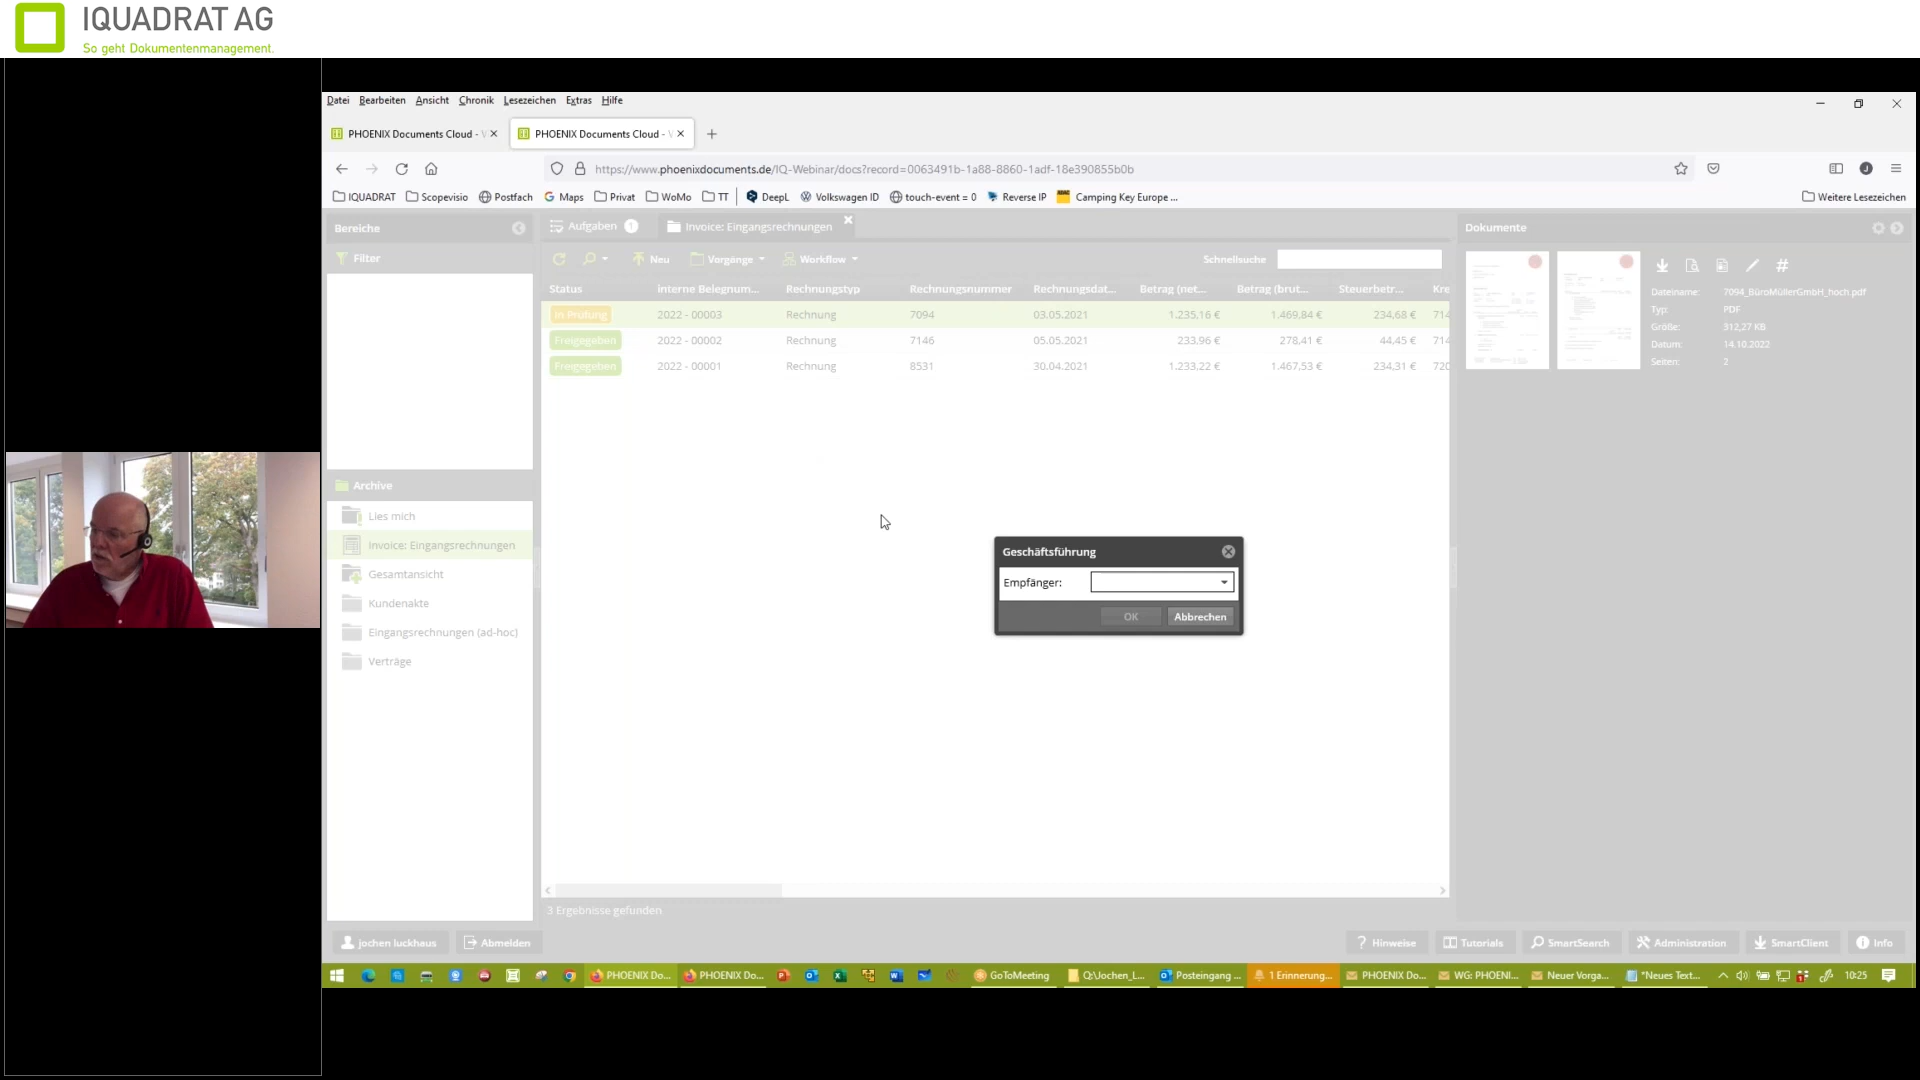 IQUADRAT AG
So geht Dokumentenmanagement.
Datei Bearbeiten Ansicht Chronik Lesezeichen Extras Hilfe
PHOENIX Documents Cloud - PHOENIX Documents Cloud -
https://www.phoenixdocuments.de/IQ-Webinar/docs?record=0063491b-1a88-8860-1adf-18e390855b0b
IQUADRAT Scopevisio Postfach Maps Privat WoMo TT DeepL Volkswagen ID touch-event = 0 Reverse IP Camping Key Europe ... Weitere Lesezeichen
Bereiche Aufgaben 1 Invoice: Eingangsrechnungen Dokumente
Filter Neu Vorgänge Workflow Schnellsuche
Status Interne Belegnum... Rechnungstyp Rechnungsnummer Rechnungsdat... Betrag (net... Betrag (brut... Steuerbetr... Kre
In Prüfung 2022 - 00003 Rechnung 7094 03.05.2021 1.235,16 € 1.469,84 € 234,68 € 714
Freigegeben 2022 - 00002 Rechnung 7146 05.05.2021 233,96 € 278,41 € 44,45 € 714
Freigegeben 2022 - 00001 Rechnung 8531 30.04.2021 1.233,22 € 1.467,53 € 234,31 € 720
Dateiname: 7094_BüroMüllerGmbH_hoch.pdf
Typ: PDF
Größe: 312,27 KB
Datum: 14.10.2022
Seiten: 2
Archive
Lies mich
Invoice: Eingangsrechnungen
Gesamtansicht
Kundenakte
Eingangsrechnungen (ad-hoc)
Verträge
Geschäftsführung
Empfänger:
OK Abbrechen
3 Ergebnisse gefunden
jochen luckhaus Abmelden Hinweise Tutorials SmartSearch Administration SmartClient Info
PHOENIX Do... PHOENIX Do... GoToMeeting Q:\Jochen_L... Posteingang ... 1 Erinnerung... PHOENIX Do... WG: PHOENI... Neuer Vorga... *Neues Text... 10:25